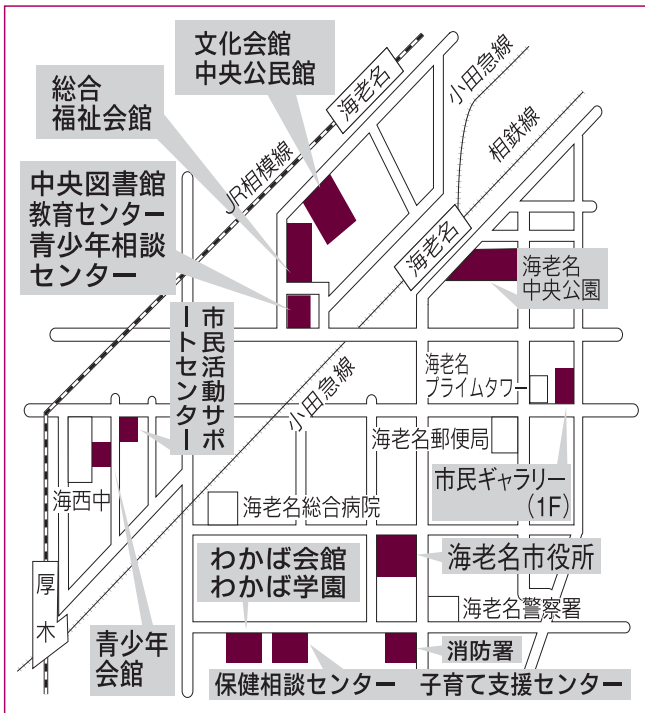 文化会館
中央公民館
総合
福祉会館
中央図書館
教育センター
青少年相談
センター
JR相模線
海老名
小田急線
相鉄線
海老名
海老名
中央公園
市民活動サポ
ートセンター
小田急線
海老名
プライムタワー
海老名郵便局
市民ギャラリー
(1F)
海西中
海老名総合病院
わかば会館
わかば学園
海老名市役所
厚木
青少年
会館
海老名警察署
消防署
保健相談センター
子育て支援センター